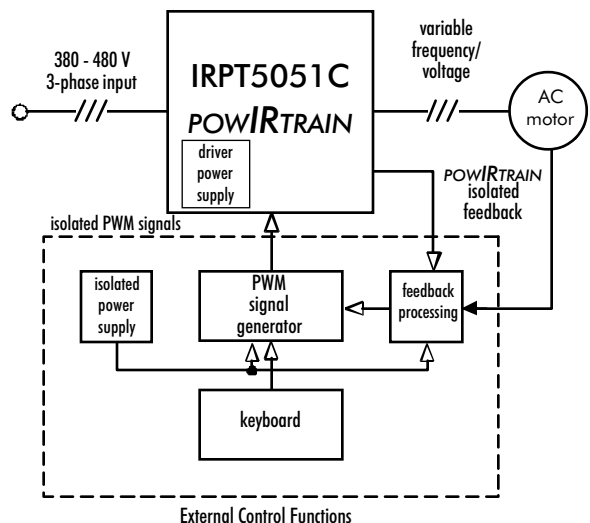 380 - 480 V
3-phase input
IRPT5051C
POWIRTRAIN
driver
power
supply
variable
frequency/
voltage
AC
motor
POWIRTRAIN
isolated
feedback
isolated PWM signals
isolated
power
supply
PWM
signal
generator
feedback
processing
keyboard
External Control Functions